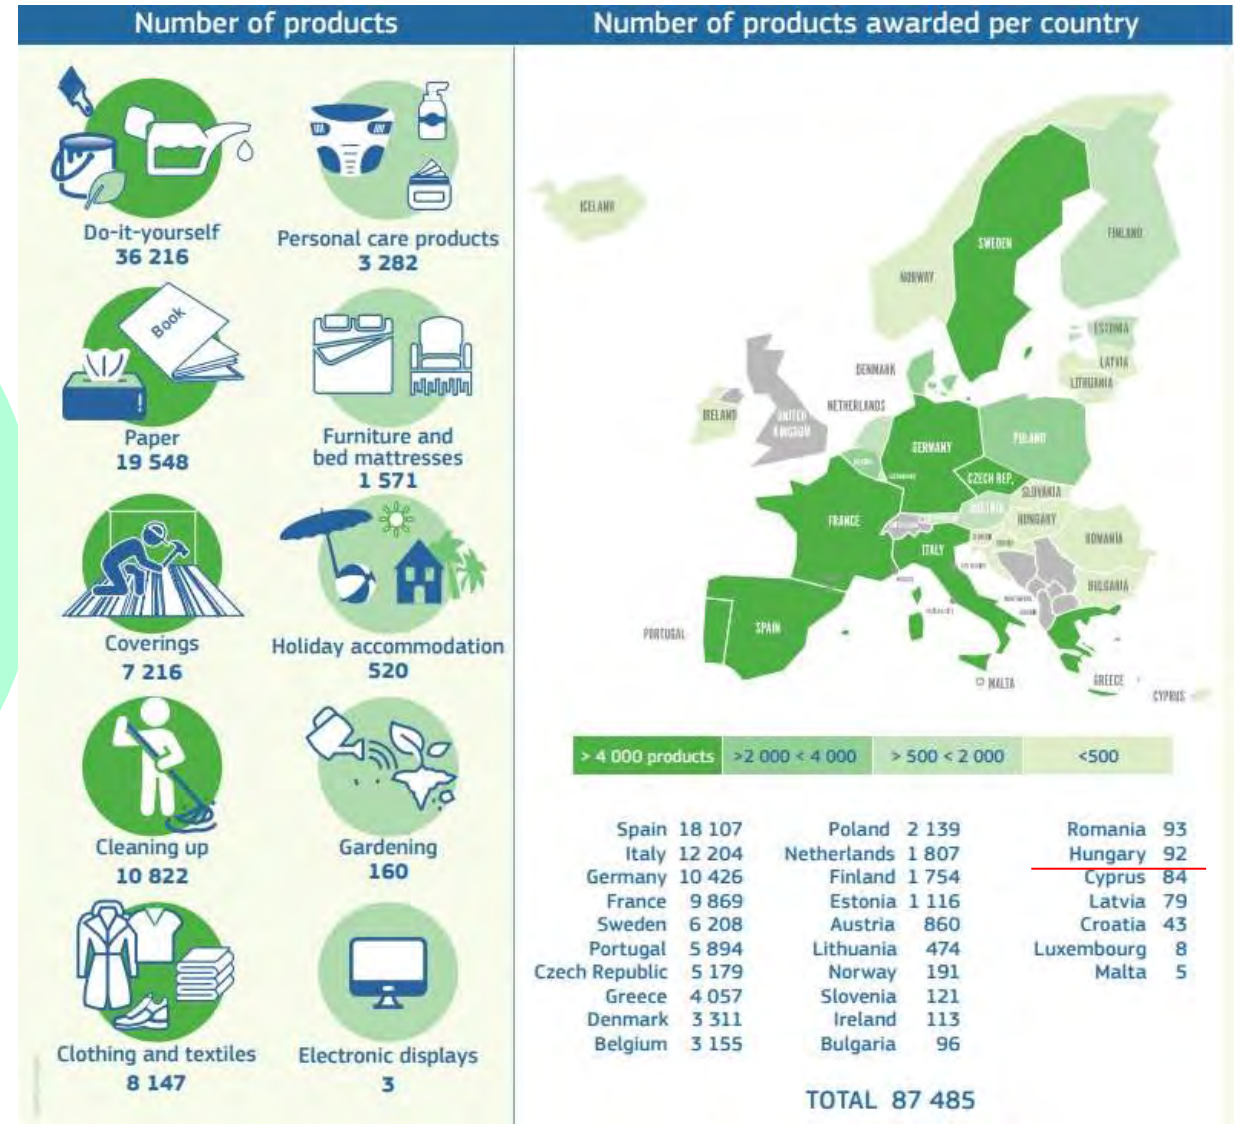 Number of products
Do-it-yourself
36 216
Personal care products
3 282
Book
Paper
19 548
Furniture and
bed mattresses
1 571
Coverings
7 216
Holiday accommodation
520
Cleaning up
10 822
Gardening
160
Clothing and textiles
8 147
Electronic displays
3
Number of products awarded per country
ICELAND
SWEDEN
FINLAND
NORWAY
ESTONIA
LATVIA
LITHUANIA
DENMARK
NETHERLANDS
IRELAND
UNITED
KINGDOM
GERMANY
POLAND
CZECH REP.
SLOVAKIA
FRANCE
AUSTRIA
HUNGARY
ROMANIA
ITALY
BULGARIA
PORTUGAL
SPAIN
MALTA
GREECE
CYPRUS
> 4 000 products
>2 000 < 4 000
> 500 < 2 000
<500
Spain 18 107
Italy 12 204
Germany 10 426
France 9 869
Sweden 6 208
Portugal 5 894
Czech Republic 5 179
Greece 4 057
Denmark 3 311
Belgium 3 155
Poland 2 139
Netherlands 1 807
Finland 1 754
Estonia 1 116
Austria 860
Lithuania 474
Norway 191
Slovenia 121
Ireland 113
Bulgaria 96
Romania 93
Hungary 92
Cyprus 84
Latvia 79
Croatia 43
Luxembourg 8
Malta 5
TOTAL 87 485